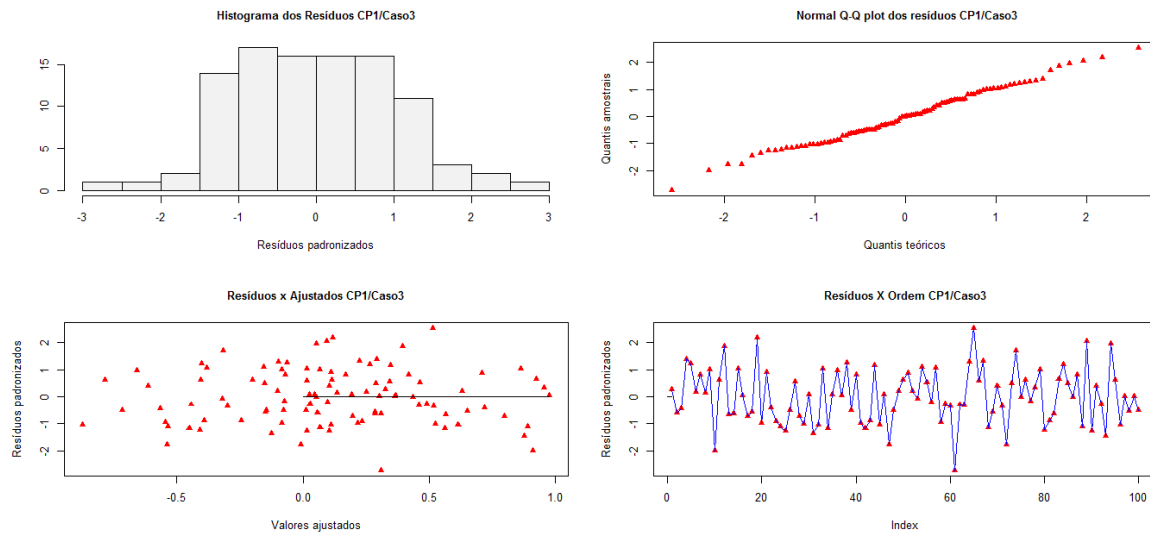 Histograma dos Resíduos CP1/Caso3
15
10
5
0
-3 -2 -1 0 1 2 3
Resíduos padronizados
Normal Q-Q plot dos resíduos CP1/Caso3
Quantis amostrais
2
1
0
-1
-2
-2 -1 0 1 2
Quantis teóricos
Resíduos x Ajustados CP1/Caso3
Resíduos padronizados
2
1
0
-1
-2
-0.5 0.0 0.5 1.0
Valores ajustados
Resíduos X Ordem CP1/Caso3
Resíduos padronizados
2
1
0
-1
-2
0 20 40 60 80 100
Index